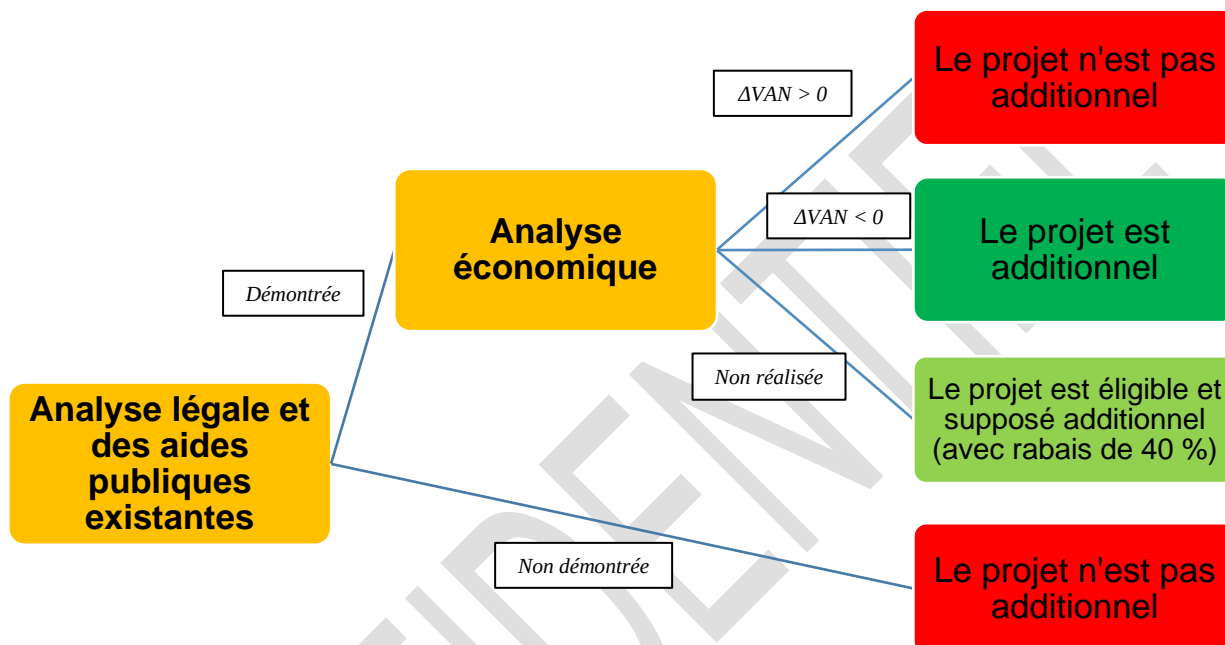 Le projet n'est pas
additionnel
ΔVAN > 0
Analyse
économique
ΔVAN < 0
Le projet est
additionnel
Démontrée
Non réalisée
Le projet est éligible et
supposé additionnel
(avec rabais de 40 %)
Analyse légale et
des aides
publiques
existantes
Non démontrée
Le projet n'est pas
additionnel